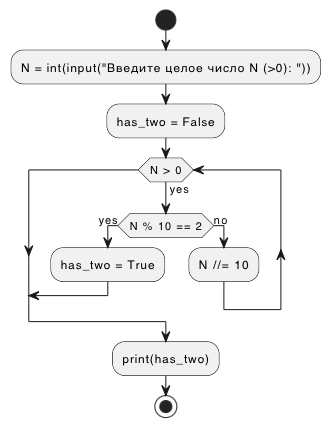 N = int(input("Введите целое число N (>0): "))
has_two = False
N > 0
yes
yes
N % 10 == 2
no
has_two = True
N //= 10
print(has_two)